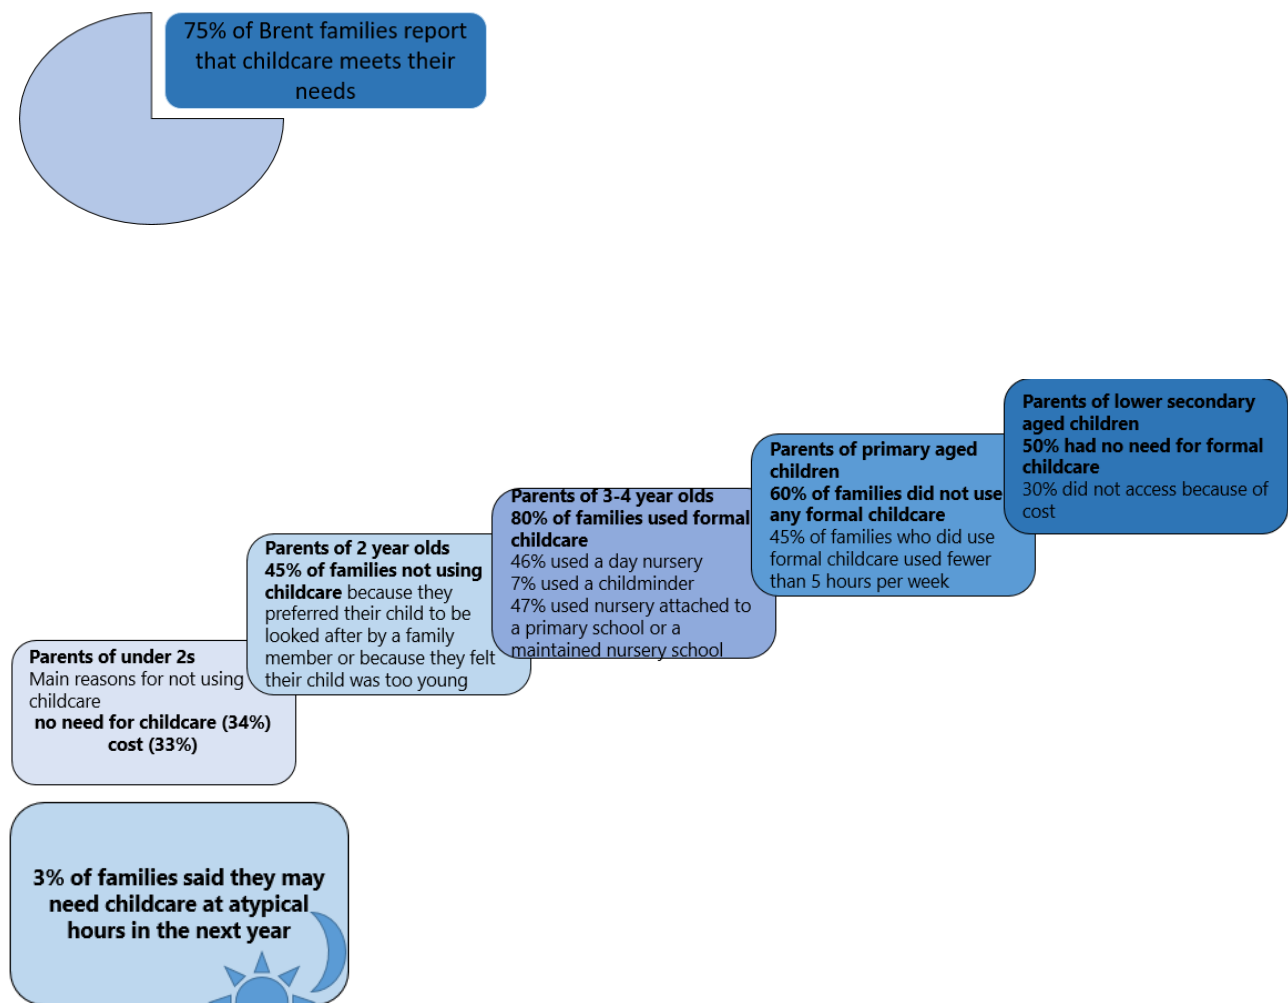 75% of Brent families report
that childcare meets their
needs
Parents of under 2s
Main reasons for not using
childcare
no need for childcare (34%)
cost (33%)
Parents of 2 year olds
45% of families not using
childcare because they
preferred their child to be
looked after by a family
member or because they felt
their child was too young
Parents of 3-4 year olds
80% of families used formal
childcare
46% used a day nursery
7% used a childminder
47% used nursery attached to
a primary school or a
maintained nursery school
Parents of primary aged
children
60% of families did not use
any formal childcare
45% of families who did use
formal childcare used fewer
than 5 hours per week
Parents of lower secondary
aged children
50% had no need for formal
childcare
30% did not access because of
cost
3% of families said they may
need childcare at atypical
hours in the next year